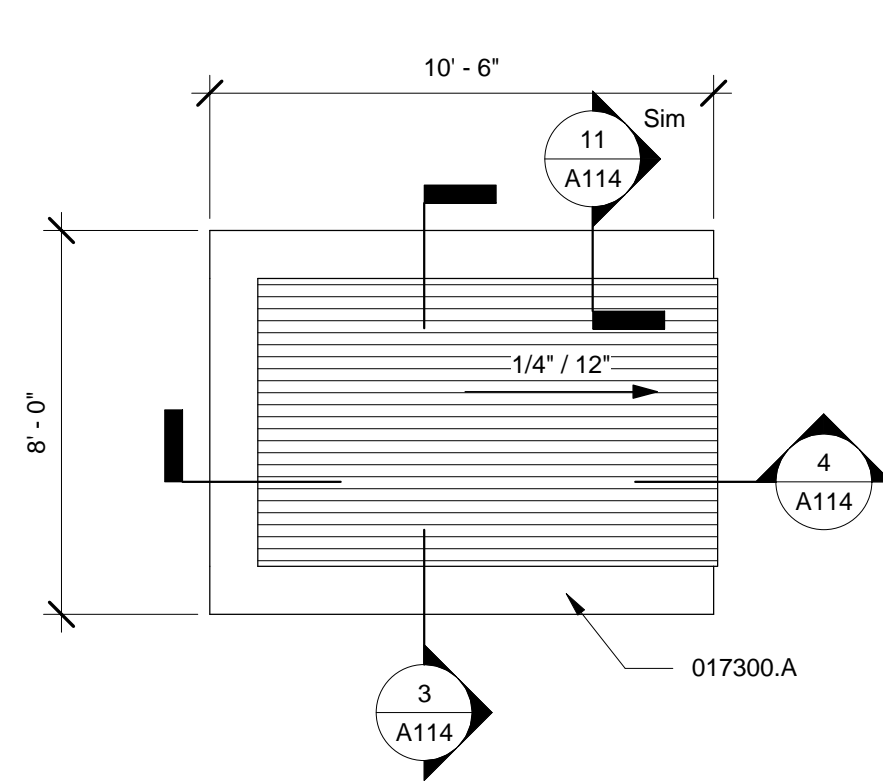 10' - 6"
Sim
11
A114
1/4" / 12"
8' - 0"
4
A114
017300.A
3
A114